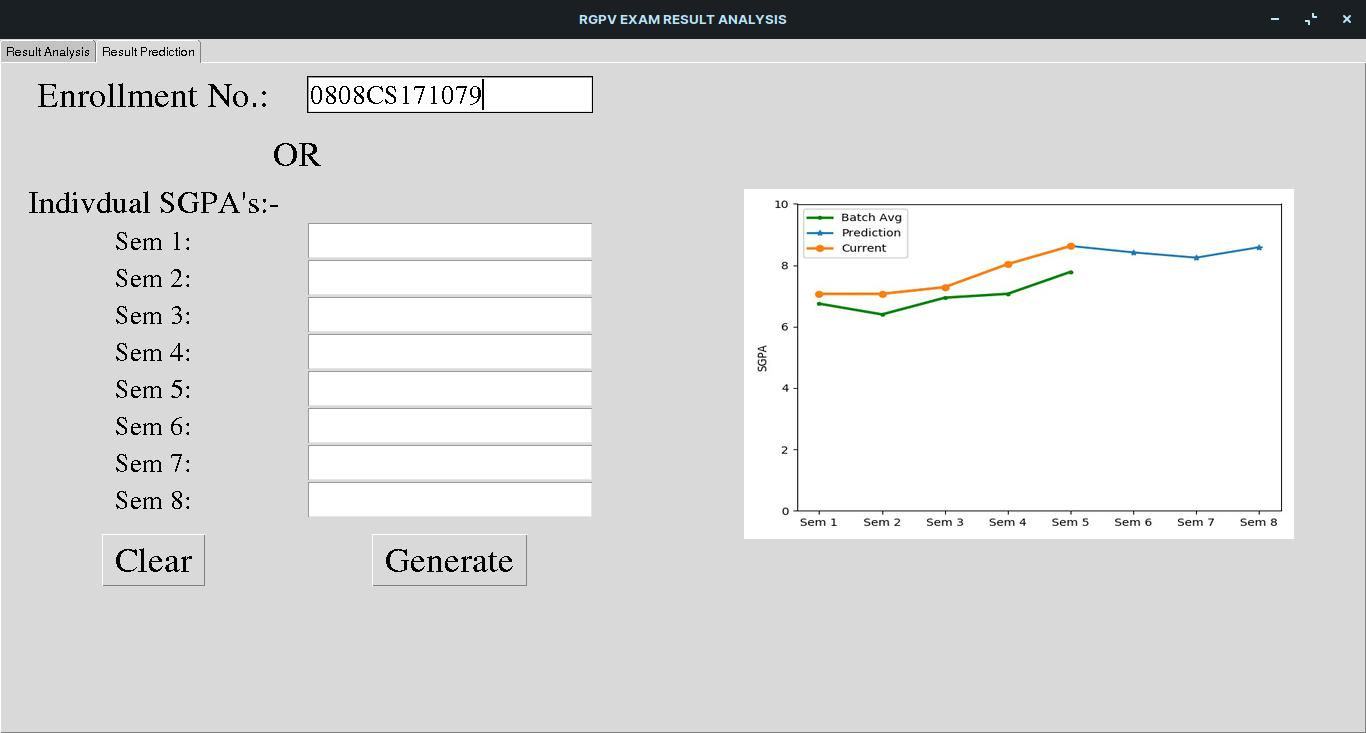 RGPV EXAM RESULT ANALYSIS
Result Analysis Result Prediction
Enrollment No.: 0808CS171079
OR
Indivdual SGPA's:-
Sem 1:
Sem 2:
Sem 3:
Sem 4:
Sem 5:
Sem 6:
Sem 7:
Sem 8:
Clear Generate
Batch Avg
Prediction
Current
SGPA
10
8
6
4
2
0
Sem 1 Sem 2 Sem 3 Sem 4 Sem 5 Sem 6 Sem 7 Sem 8